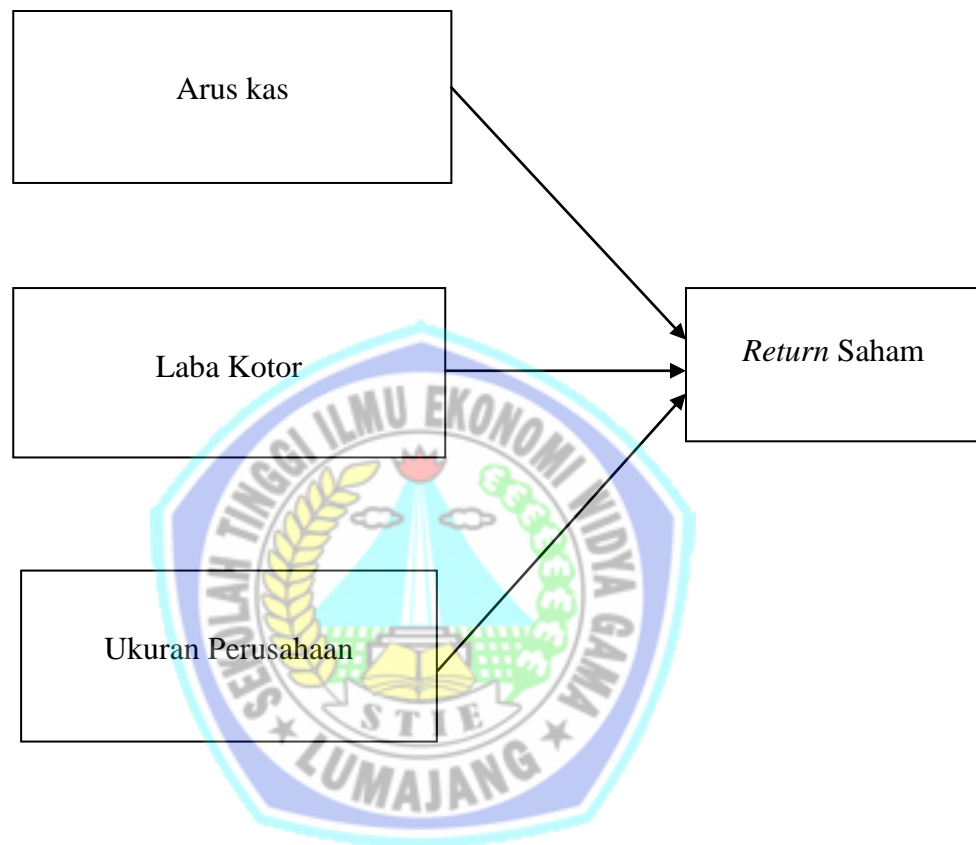 Arus kas
Laba Kotor
Return Saham
Ukuran Perusahaan
SEKOLAH TINGGI ILMU EKONOMI WIDYA GAMA
STIE
LUMAJANG